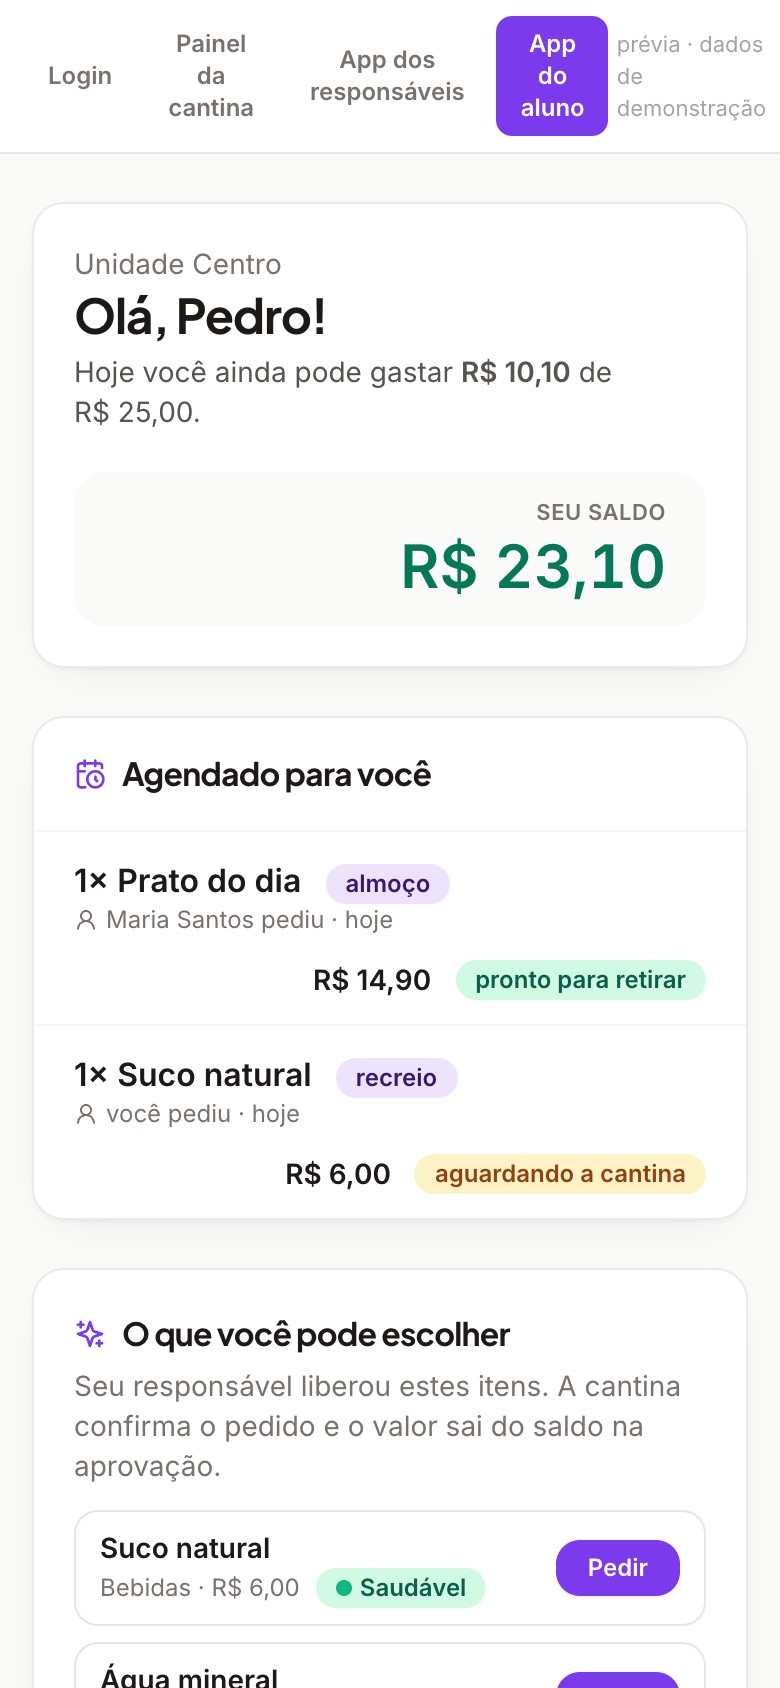 Login
Painel
da
cantina
App dos
responsáveis
App
do
aluno
prévia · dados
de
demonstração
Unidade Centro
Olá, Pedro!
Hoje você ainda pode gastar R$ 10,10 de
R$ 25,00.
SEU SALDO
R$ 23,10
Agendado para você
1× Prato do dia almoço
Maria Santos pediu · hoje
R$ 14,90 pronto para retirar
1× Suco natural recreio
você pediu · hoje
R$ 6,00 aguardando a cantina
O que você pode escolher
Seu responsável liberou estes itens. A cantina
confirma o pedido e o valor sai do saldo na
aprovação.
Suco natural
Bebidas · R$ 6,00 Saudável
Pedir
Água mineral